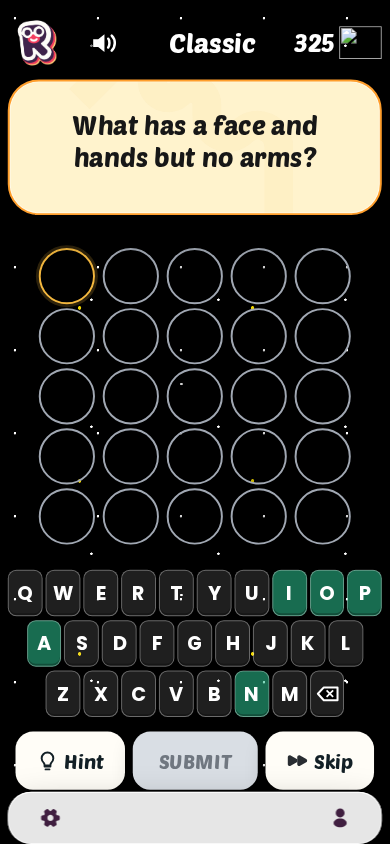 Classic
325
What has a face and
hands but no arms?
Q W E R T Y U I O P
A S D F G H J K L
Z X C V B N M
Hint
SUBMIT
Skip